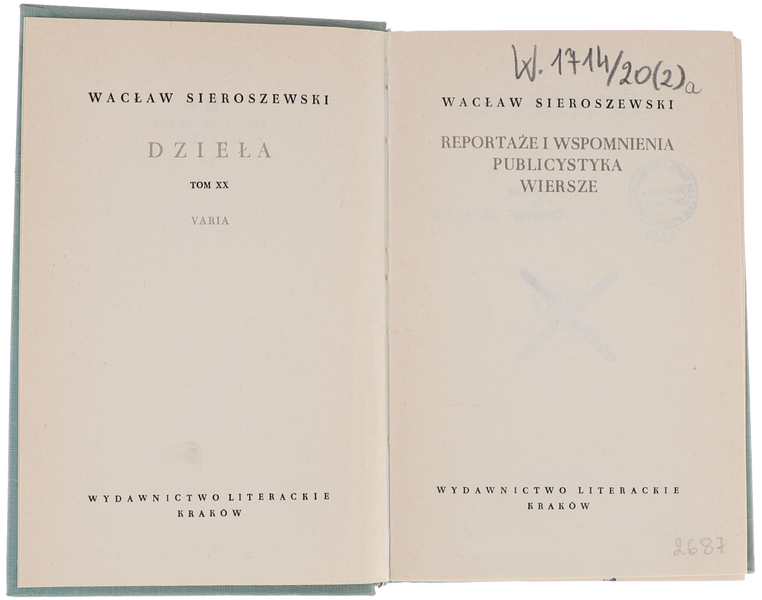 WACŁAW SIEROSZEWSKI
DZIEŁA
TOM XX
VARIA
WYDAWNICTWO LITERACKIE
KRAKÓW
W. 1714/20(2)a
WACŁAW SIEROSZEWSKI
REPORTAŻE I WSPOMNIENIA
PUBLICYSTYKA
WIERSZE
WYDAWNICTWO LITERACKIE
KRAKÓW
2687